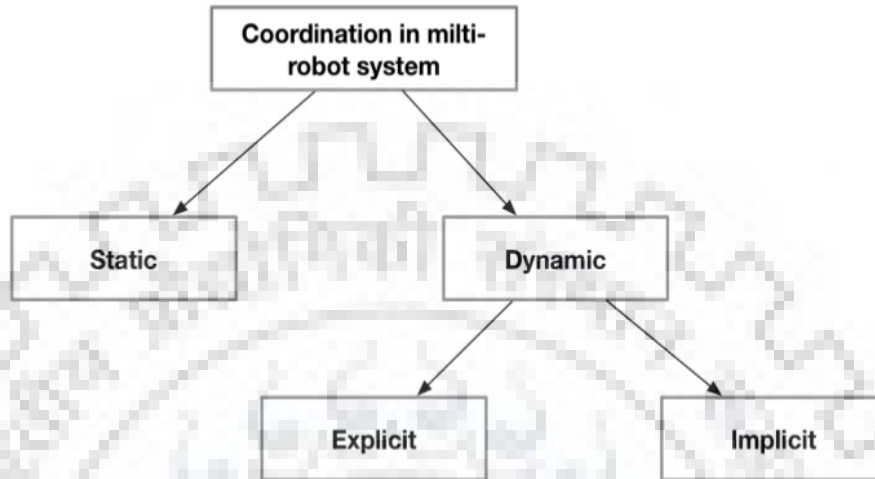 Coordination in milti-
robot system
Static
Dynamic
Explicit
Implicit